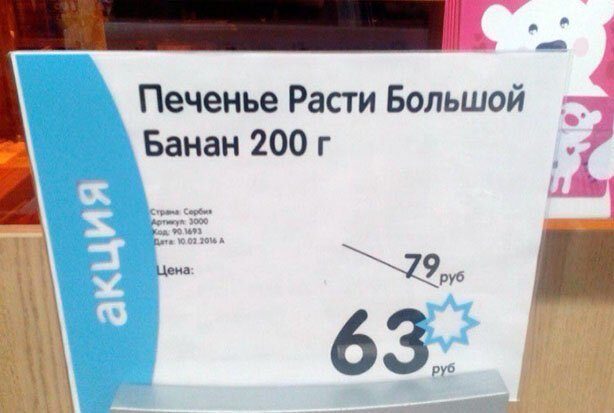 акция
Печенье Расти Большой
Банан 200 г
Страна: Сербия
Артикул: 3000
Код: 90.1693
Дата: 10.02.2016 А
Цена:
79 руб
63 руб